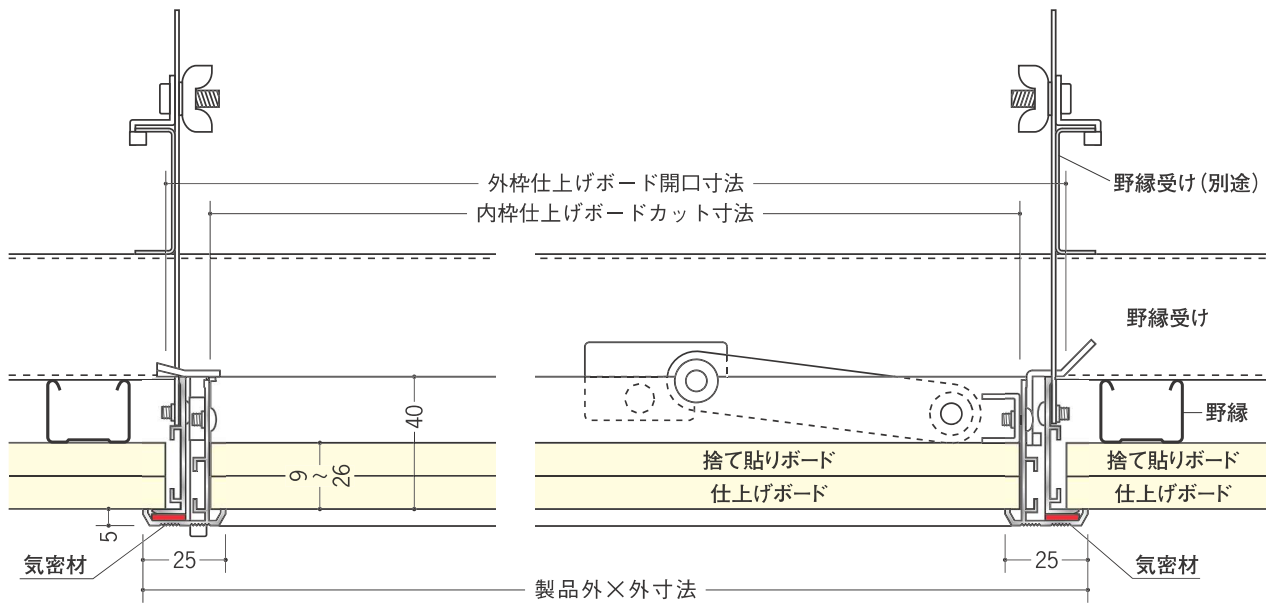 外枠仕上げボード開口寸法
野縁受け（別途）
内枠仕上げボードカット寸法
野縁受け
40
野縁
9
~
26
捨て貼りボード
捨て貼りボード
仕上げボード
仕上げボード
5
気密材
25
25
気密材
製品外×外寸法